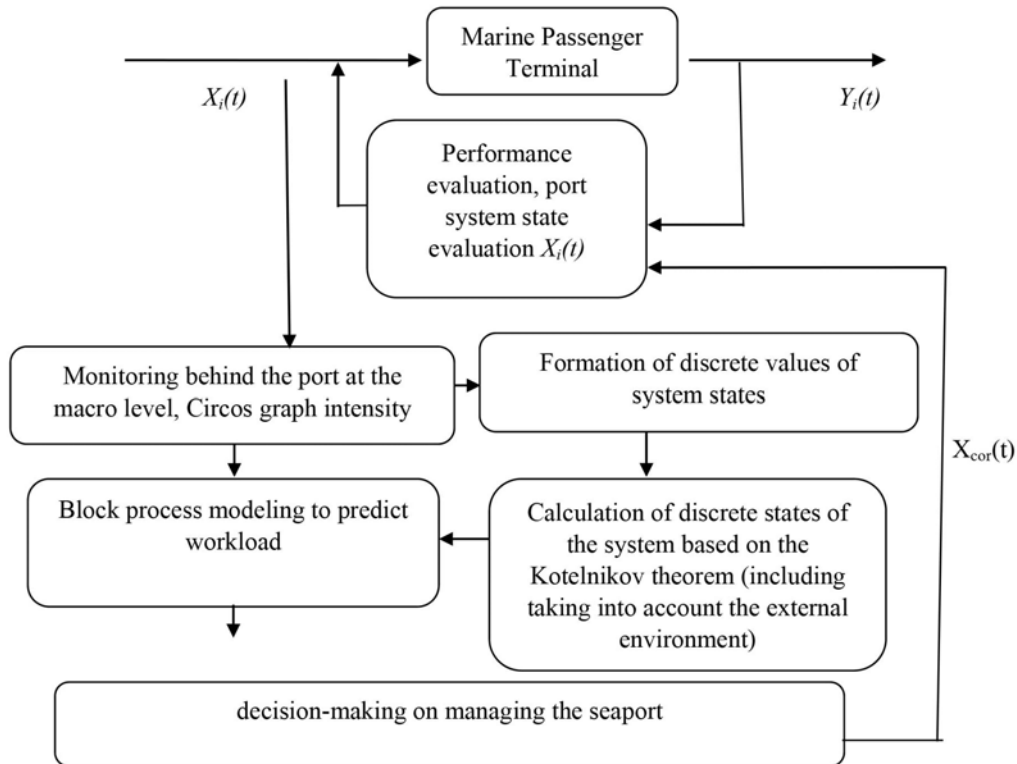 Marine Passenger
Terminal
Xᵢ(t)
Yᵢ(t)
Performance
evaluation, port
system state
evaluation Xᵢ(t)
Monitoring behind the port at the
macro level, Circos graph intensity
Formation of discrete values of
system states
X_cor(t)
Block process modeling to predict
workload
Calculation of discrete states of
the system based on the
Kotelnikov theorem (including
taking into account the external
environment)
decision-making on managing the seaport